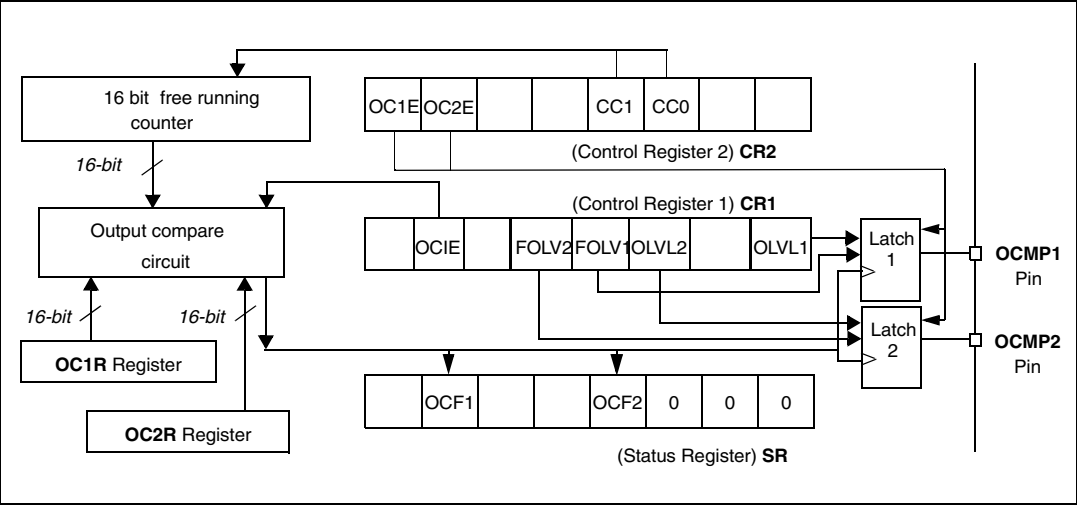 16 bit free running
counter
OC1E OC2E CC1 CC0
(Control Register 2) CR2
16-bit
(Control Register 1) CR1
Output compare
circuit
OCIE FOLV2 FOLV1 OLVL2 OLVL1
Latch
1
OCMP1
Pin
16-bit
16-bit
Latch
2
OCMP2
Pin
OC1R Register
OCF1 OCF2 0 0 0
OC2R Register
(Status Register) SR